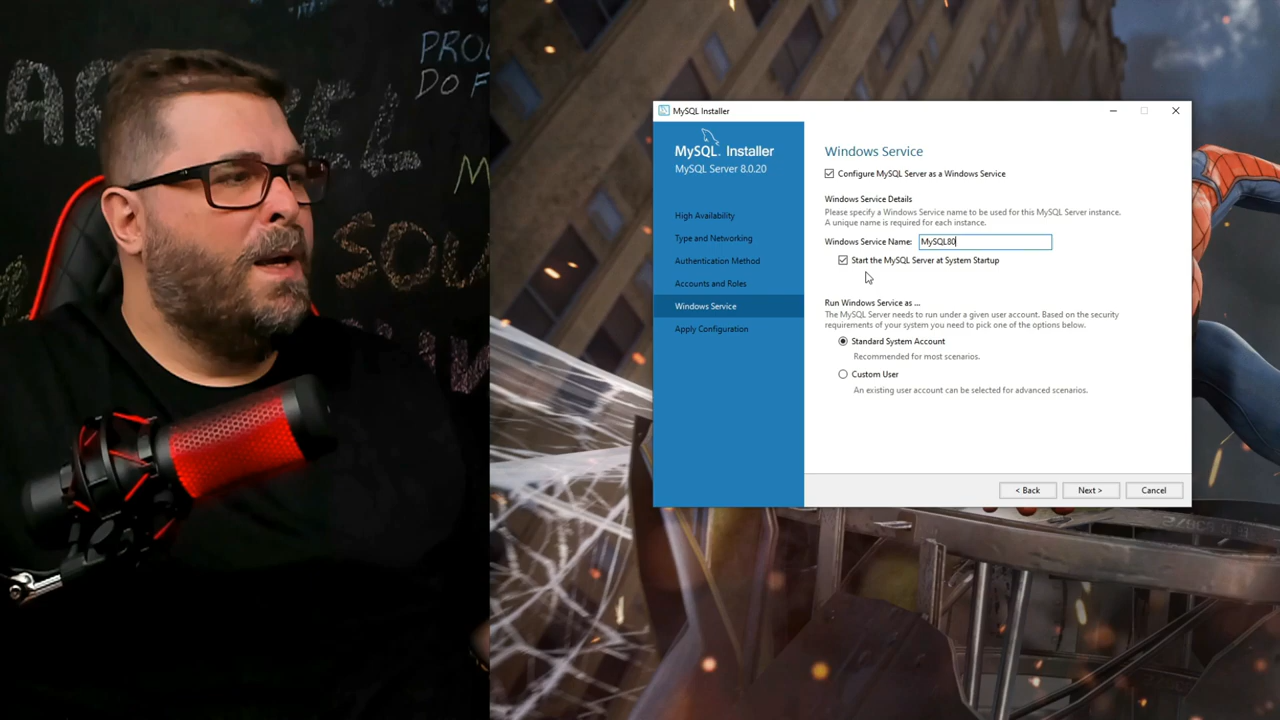 PROG
DO F
MySQL Installer
MySQL. Installer
MySQL Server 8.0.20
High Availability
Type and Networking
Authentication Method
Accounts and Roles
Windows Service
Apply Configuration
Windows Service
Configure MySQL Server as a Windows Service
Windows Service Details
Please specify a Windows Service name to be used for this MySQL Server instance.
A unique name is required for each instance.
Windows Service Name: MySQL80
Start the MySQL Server at System Startup
Run Windows Service as ...
The MySQL Server needs to run under a given user account. Based on the security
requirements of your system you need to pick one of the options below.
Standard System Account
Recommended for most scenarios.
Custom User
An existing user account can be selected for advanced scenarios.
< Back
Next >
Cancel